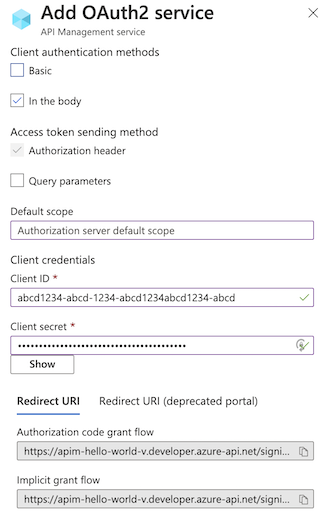 Add OAuth2 service
API Management service
Client authentication methods
Basic
In the body
Access token sending method
Authorization header
Query parameters
Default scope
Authorization server default scope
Client credentials
Client ID *
abcd1234-abcd-1234-abcd1234abcd1234-abcd
Client secret *
••••••••••••••••••••••••••••••••••••••••
Show
Redirect URI Redirect URI (deprecated portal)
Authorization code grant flow
https://apim-hello-world-v.developer.azure-api.net/signi...
Implicit grant flow
https://apim-hello-world-v.developer.azure-api.net/signi...